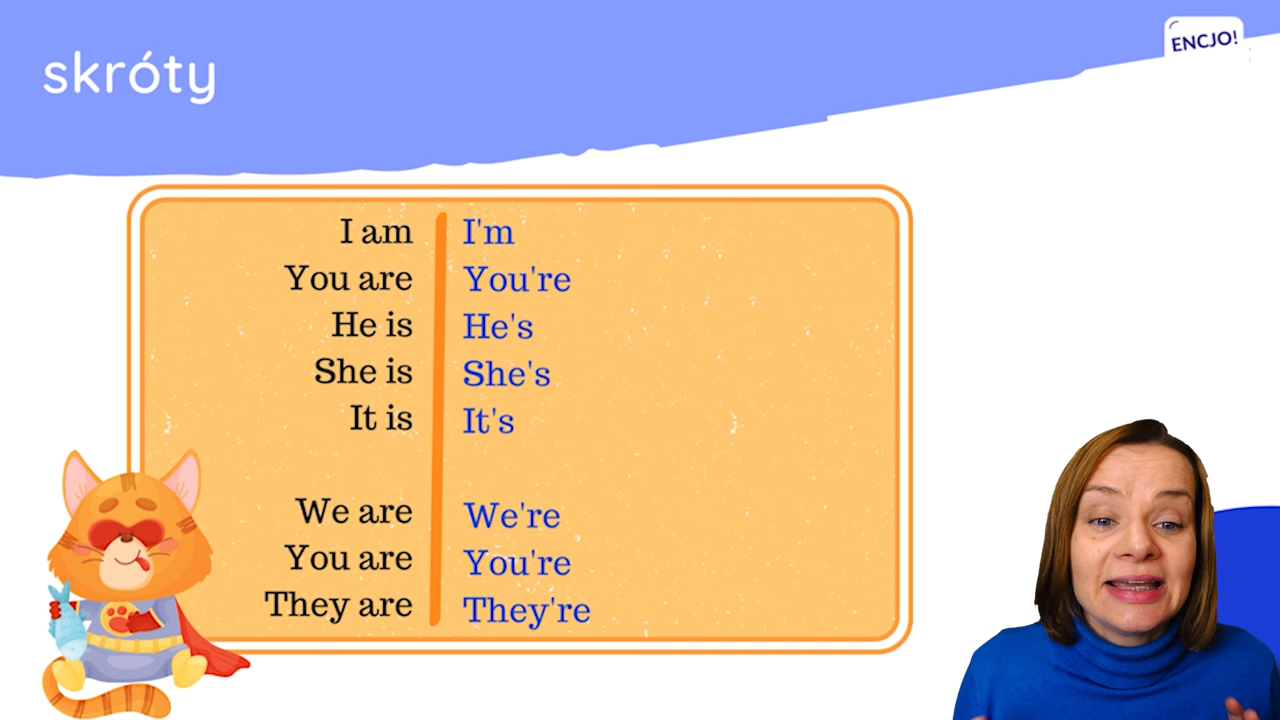 skróty
ENCJO!
I am I'm
You are You're
He is He's
She is She's
It is It's
We are We're
You are You're
They are They're